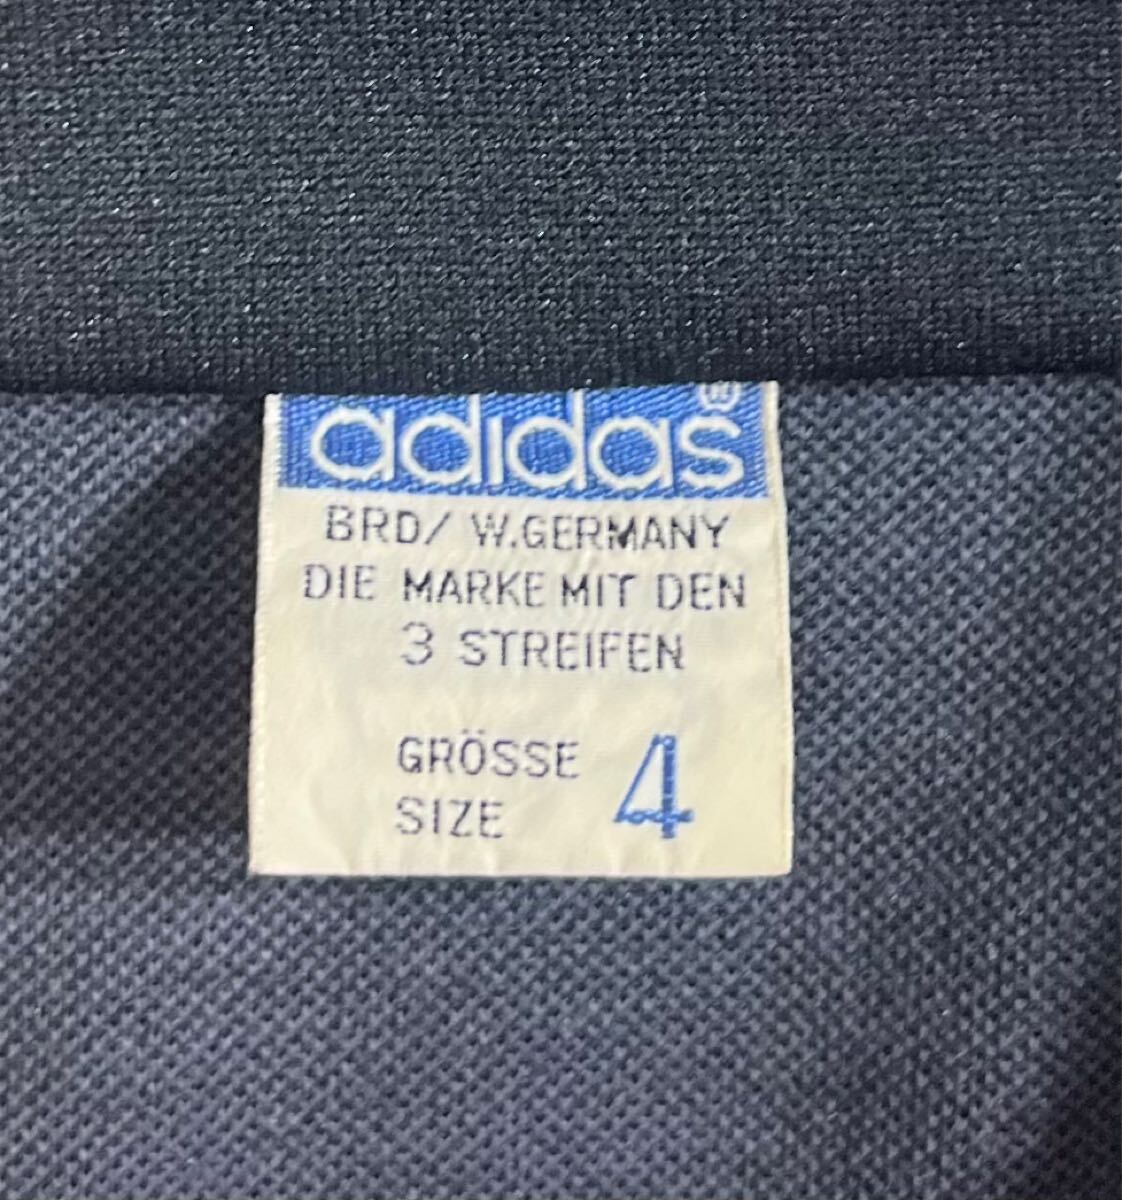 adidas®
BRD/ W.GERMANY
DIE MARKE MIT DEN
3 STREIFEN
GRÖSSE
SIZE 4